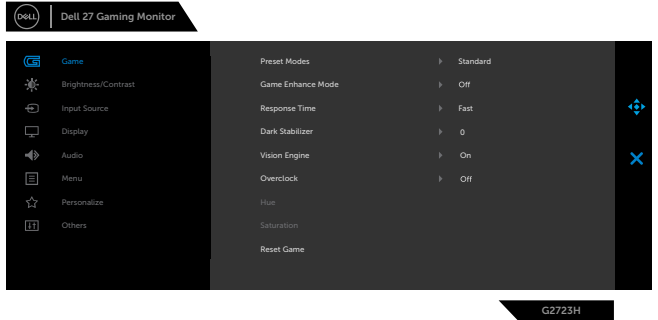 DELL
Dell 27 Gaming Monitor
Game
Preset Modes
Standard
Brightness/Contrast
Game Enhance Mode
Off
Input Source
Response Time
Fast
Display
Dark Stabilizer
0
Audio
Vision Engine
On
Menu
Overclock
Off
Personalize
Hue
Others
Saturation
Reset Game
G2723H